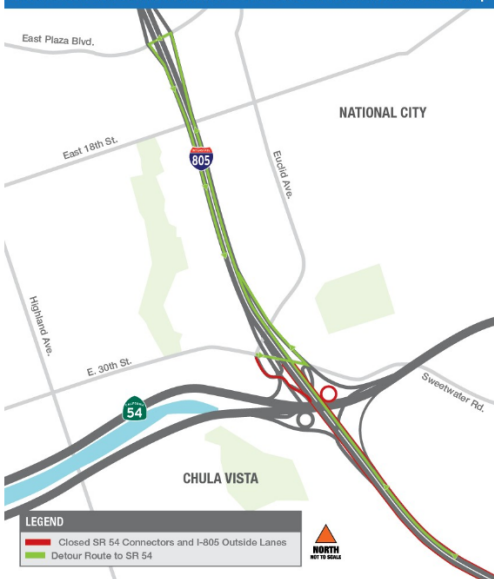 East Plaza Blvd.
NATIONAL CITY
East 18th St.
INTERSTATE
805
Euclid Ave.
Highland Ave.
E. 30th St.
Sweetwater Rd.
CALIFORNIA
54
CHULA VISTA
LEGEND
Closed SR 54 Connectors and I-805 Outside Lanes
Detour Route to SR 54
NORTH
NOT TO SCALE